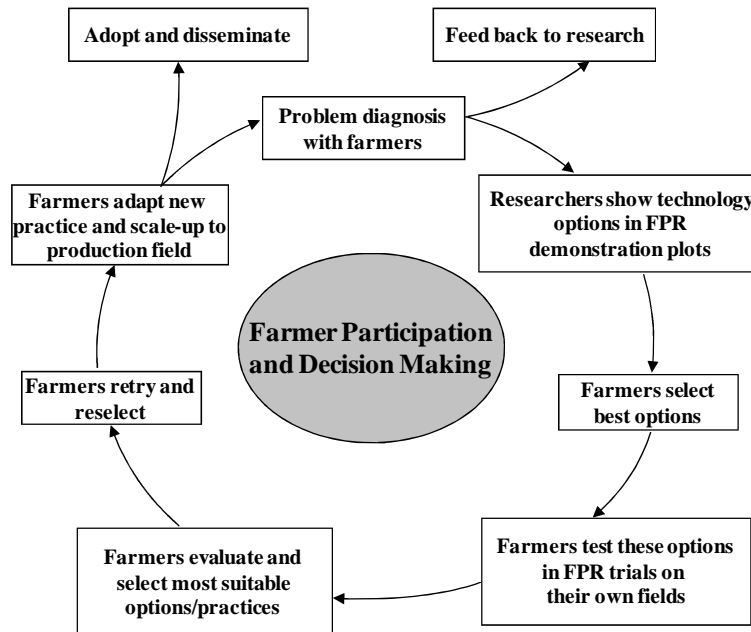 Adopt and disseminate
Feed back to research
Problem diagnosis
with farmers
Researchers show technology
options in FPR
demonstration plots
Farmers select
best options
Farmers test these options
in FPR trials on
their own fields
Farmers evaluate and
select most suitable
options/practices
Farmers retry and
reselect
Farmers adapt new
practice and scale-up to
production field
Farmer Participation
and Decision Making